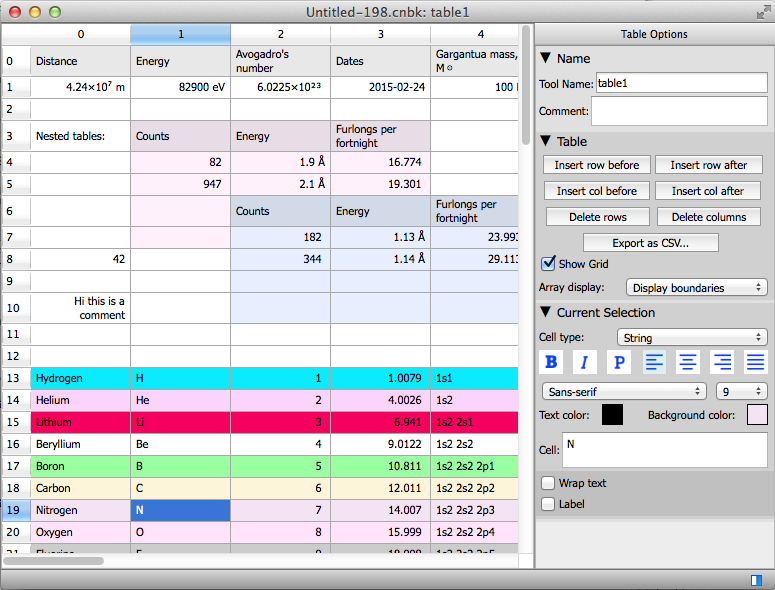 Untitled-198.cnbk: table1
0 1 2 3 4
Table Options
0 Distance Energy Avogadro's number Dates Gargantua mass, M☉
1 4.24×10⁷ m 82900 eV 6.0225×10²³ 2015-02-24 100
2
3 Nested tables: Counts Energy Furlongs per fortnight
4 82 1.9 Å 16.774
5 947 2.1 Å 19.301
6 Counts Energy Furlongs per fortnight
7 182 1.13 Å 23.993
8 42 344 1.14 Å 29.113
9
10 Hi this is a comment
11
12
13 Hydrogen H 1 1.0079 1s1
14 Helium He 2 4.0026 1s2
15 Lithium Li 3 6.941 1s2 2s1
16 Beryllium Be 4 9.0122 1s2 2s2
17 Boron B 5 10.811 1s2 2s2 2p1
18 Carbon C 6 12.011 1s2 2s2 2p2
19 Nitrogen N 7 14.007 1s2 2s2 2p3
20 Oxygen O 8 15.999 1s2 2s2 2p4
21 Fluorine F 9 18.998 1s2 2s2 2p5
Name
Tool Name: table1
Comment:
Table
Insert row before Insert row after
Insert col before Insert col after
Delete rows Delete columns
Export as CSV...
Show Grid
Array display: Display boundaries
Current Selection
Cell type: String
B I P
Sans-serif 9
Text color: Background color:
Cell: N
Wrap text
Label